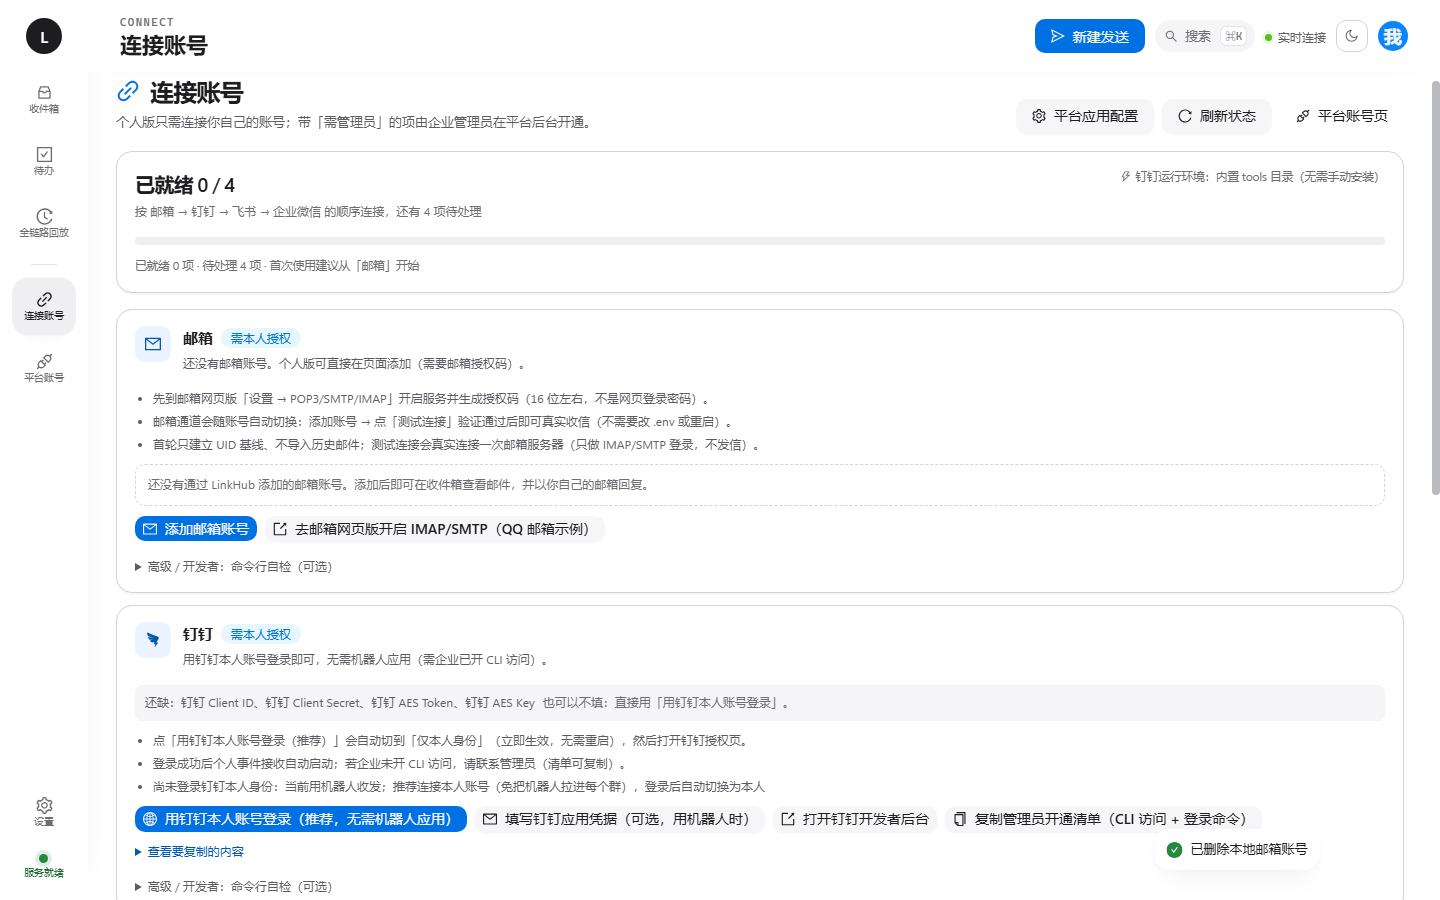 L
CONNECT
连接账号
新建发送
搜索
⌘K
实时连接
我
收件箱
待办
全链路回放
连接账号
平台账号
设置
服务就绪
连接账号
个人版只需连接你自己的账号；带「需管理员」的项由企业管理员在平台后台开通。
平台应用配置
刷新状态
平台账号页
已就绪 0 / 4
钉钉运行环境：内置 tools 目录（无需手动安装）
按 邮箱 → 钉钉 → 飞书 → 企业微信 的顺序连接，还有 4 项待处理
已就绪 0 项 · 待处理 4 项 · 首次使用建议从「邮箱」开始
邮箱 需本人授权
还没有邮箱账号。个人版可直接在页面添加（需要邮箱授权码）。
• 先到邮箱网页版「设置 → POP3/SMTP/IMAP」开启服务并生成授权码（16 位左右，不是网页登录密码）。
• 邮箱通道会随账号自动切换：添加账号 → 点「测试连接」验证通过后即可真实收信（不需要改 .env 或重启）。
• 首轮只建立 UID 基线、不导入历史邮件；测试连接会真实连接一次邮箱服务器（只做 IMAP/SMTP 登录，不发信）。
还没有通过 LinkHub 添加的邮箱账号。添加后即可在收件箱查看邮件，并以你自己的邮箱回复。
添加邮箱账号
去邮箱网页版开启 IMAP/SMTP（QQ 邮箱示例）
▶ 高级 / 开发者：命令行自检（可选）
钉钉 需本人授权
用钉钉本人账号登录即可，无需机器人应用（需企业已开 CLI 访问）。
还缺：钉钉 Client ID、钉钉 Client Secret、钉钉 AES Token、钉钉 AES Key 也可以不填：直接用「用钉钉本人账号登录」。
• 点「用钉钉本人账号登录（推荐）」会自动切到「仅本人身份」（立即生效，无需重启），然后打开钉钉授权页。
• 登录成功后个人事件接收自动启动；若企业未开 CLI 访问，请联系管理员（清单可复制）。
• 尚未登录钉钉本人身份：当前用机器人收发；推荐连接本人账号（免把机器人拉进每个群），登录后自动切换为本人
用钉钉本人账号登录（推荐，无需机器人应用）
填写钉钉应用凭据（可选，用机器人时）
打开钉钉开发者后台
复制管理员开通清单（CLI 访问 + 登录命令）
▶ 查看要复制的内容
已删除本地邮箱账号
▶ 高级 / 开发者：命令行自检（可选）